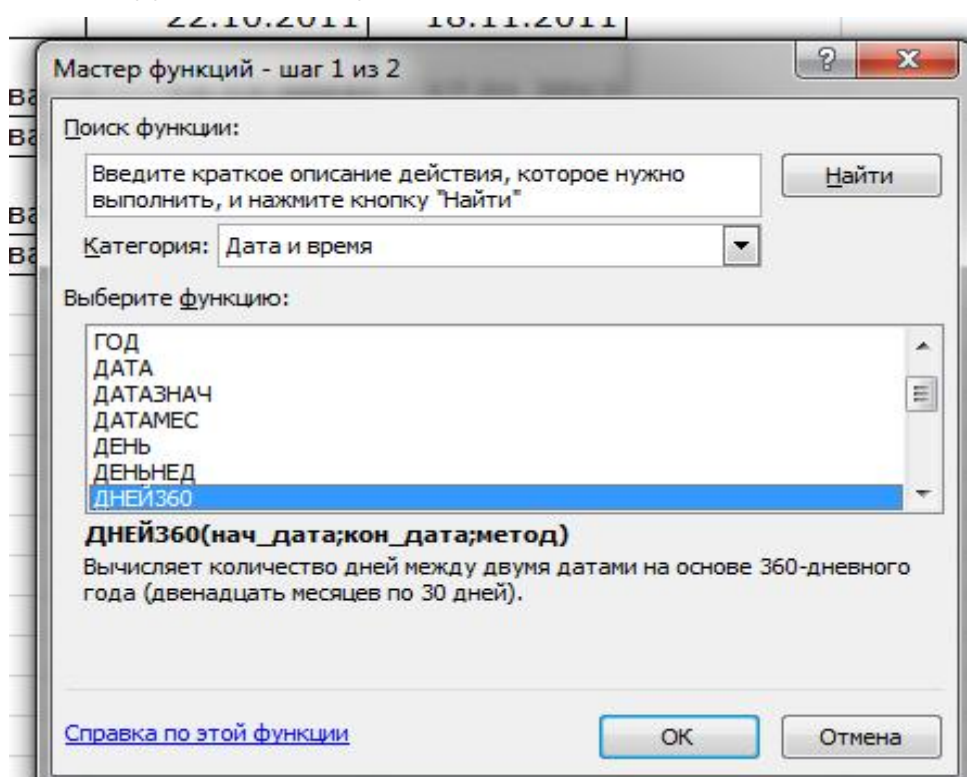 22.10.2011 18.11.2011
Мастер функций - шаг 1 из 2
Поиск функции:
Введите краткое описание действия, которое нужно
выполнить, и нажмите кнопку "Найти"
Найти
Категория: Дата и время
Выберите функцию:
ГОД
ДАТА
ДАТАЗНАЧ
ДАТАМЕС
ДЕНЬ
ДЕНЬНЕД
ДНЕЙ360
ДНЕЙ360(нач_дата;кон_дата;метод)
Вычисляет количество дней между двумя датами на основе 360-дневного
года (двенадцать месяцев по 30 дней).
Справка по этой функции
ОК
Отмена